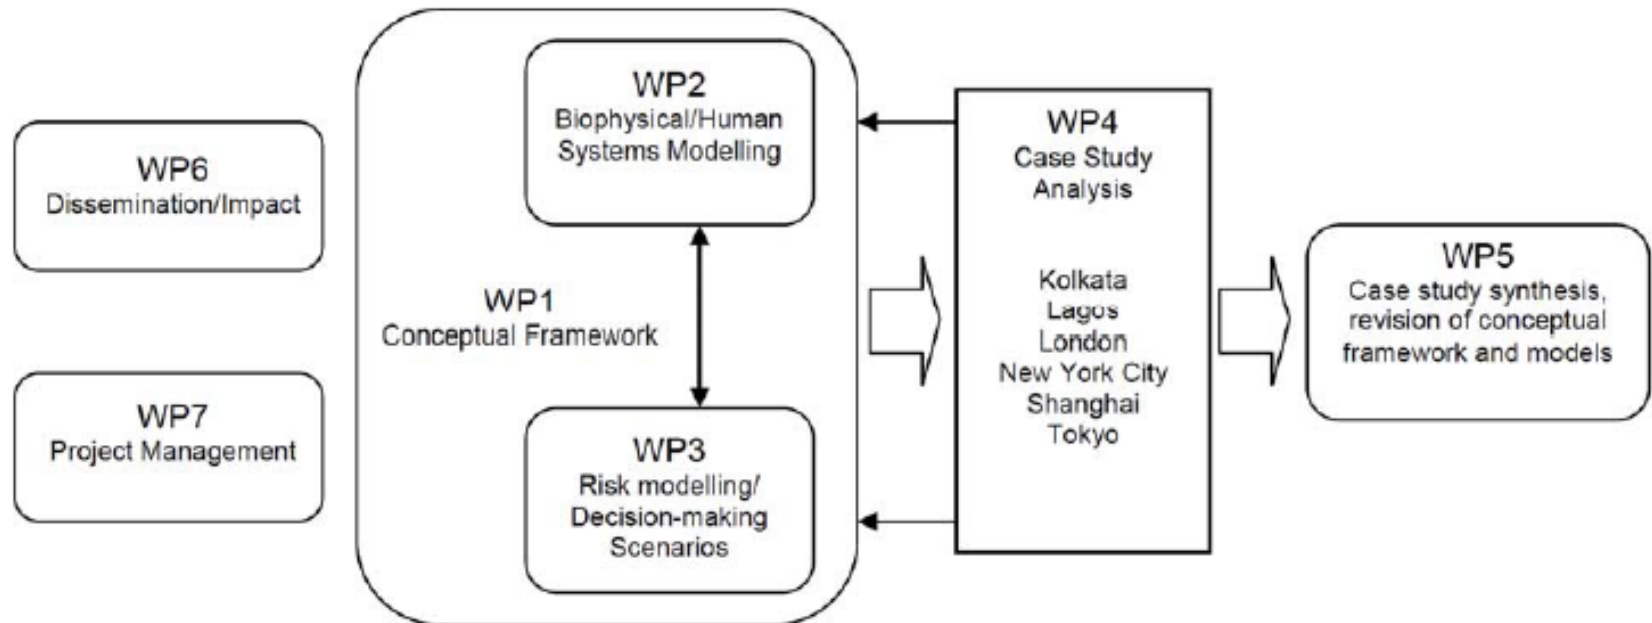 WP6
Dissemination/Impact
WP7
Project Management
WP1
Conceptual Framework
WP2
Biophysical/Human
Systems Modelling
WP3
Risk modelling/
Decision-making
Scenarios
WP4
Case Study
Analysis
Kolkata
Lagos
London
New York City
Shanghai
Tokyo
WP5
Case study synthesis,
revision of conceptual
framework and models